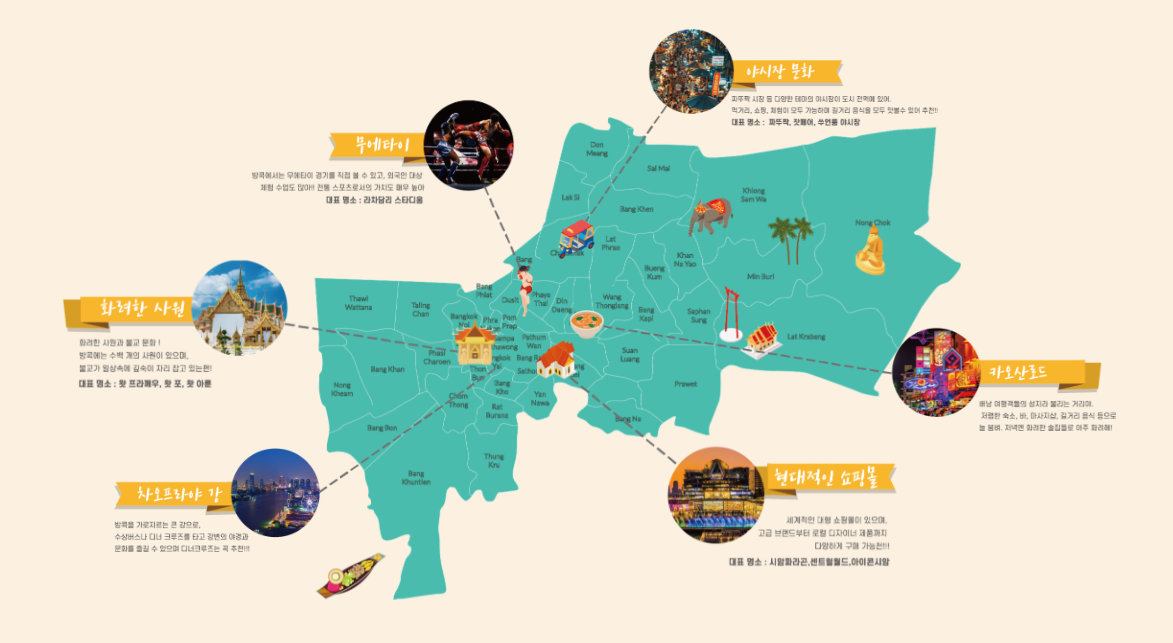 야시장 문화
짜뚜짝 시장 등 다양한 테마의 야시장이 도시 전역에 있어.
먹거리, 쇼핑, 체험이 모두 가능하며 길거리 음식을 모두 맛볼수 있어 추천!!
대표 명소 : 짜뚜짝, 쩟페어, 쑤언룸 야시장
무에타이
방콕에서는 무에타이 경기를 직접 볼 수 있고, 외국인 대상
체험 수업도 많아!! 전통 스포츠로서의 가치도 매우 높아
대표 명소 : 라차담리 스타디움
화려한 사원
화려한 사원과 불교 문화 !
방콕에는 수백 개의 사원이 있으며,
불교가 일상속에 깊숙이 자리 잡고 있는편!
대표 명소 : 왓 프라깨우, 왓 포, 왓 아룬
카오산로드
배낭 여행객들의 성지라 불리는 거리야.
저렴한 숙소, 바, 마사지샵, 길거리 음식 등으로
늘 붐벼. 저녁엔 화려한 술집들로 아주 화려해!
차오프라야 강
방콕을 가로지르는 큰 강으로,
수상버스나 디너 크루즈를 타고 강변의 야경과
문화를 즐길 수 있으며 디너크루즈는 꼭 추천!!!
현대적인 쇼핑몰
세계적인 대형 쇼핑몰이 있으며,
고급 브랜드부터 로컬 디자이너 제품까지
다양하게 구매 가능천!!!
대표 명소 : 시암파라곤,센트럴월드,아이콘시암
Don
Meang
Sai Mai
Lak Si
Bang Khen
Khlong
Sam Wa
Nong Chok
Lat
Phrao
Khan
Na Yao
Bueng
Kum
Min Buri
Bang
Thawi
Wattana
Taling
Chan
Bang
Phlat
Dusit
Phaya
Thai
Din
Daeng
Wang
Thonglang
Bang
Kapi
Saphan
Sung
Lat Krabang
Bangkok
Phra
Pom
Prap
Pathum
Wan
Suan
Luang
Phasi
Charoen
Bang Khan
Thon
Prawet
Nong
Kheam
Bang
Kho
Yan
Nawa
Chom
Thong
Rat
Burana
Bang Na
Bang Bon
Thung
Kru
Bang
Khuntien